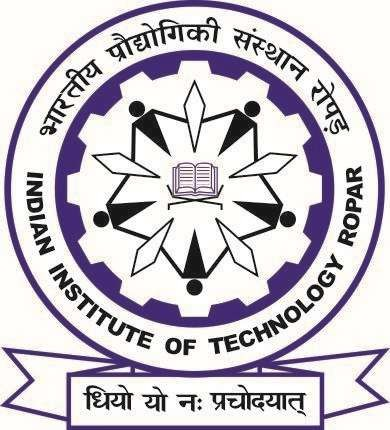 भारतीय प्रौद्योगिकी संस्थान रोपड़
INDIAN INSTITUTE OF TECHNOLOGY ROPAR
धियो यो नः प्रचोदयात्